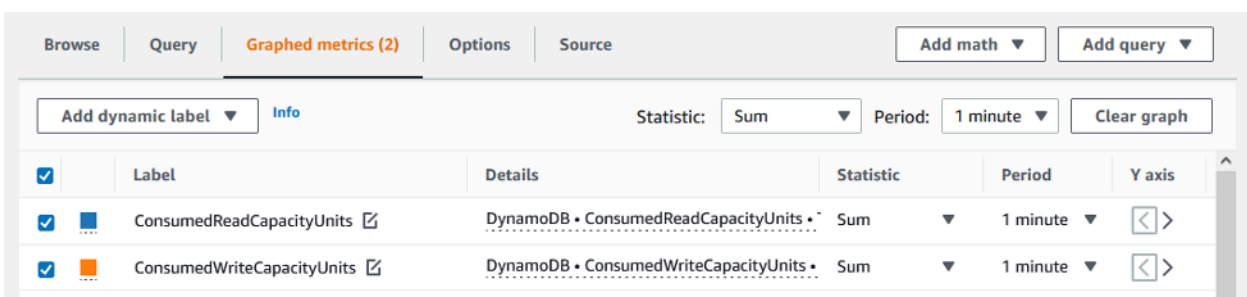 Browse Query Graphed metrics (2) Options Source Add math Add query
Add dynamic label Info Statistic: Sum Period: 1 minute Clear graph
Label Details Statistic Period Y axis
ConsumedReadCapacityUnits DynamoDB • ConsumedReadCapacityUnits • Sum 1 minute < >
ConsumedWriteCapacityUnits DynamoDB • ConsumedWriteCapacityUnits • Sum 1 minute < >